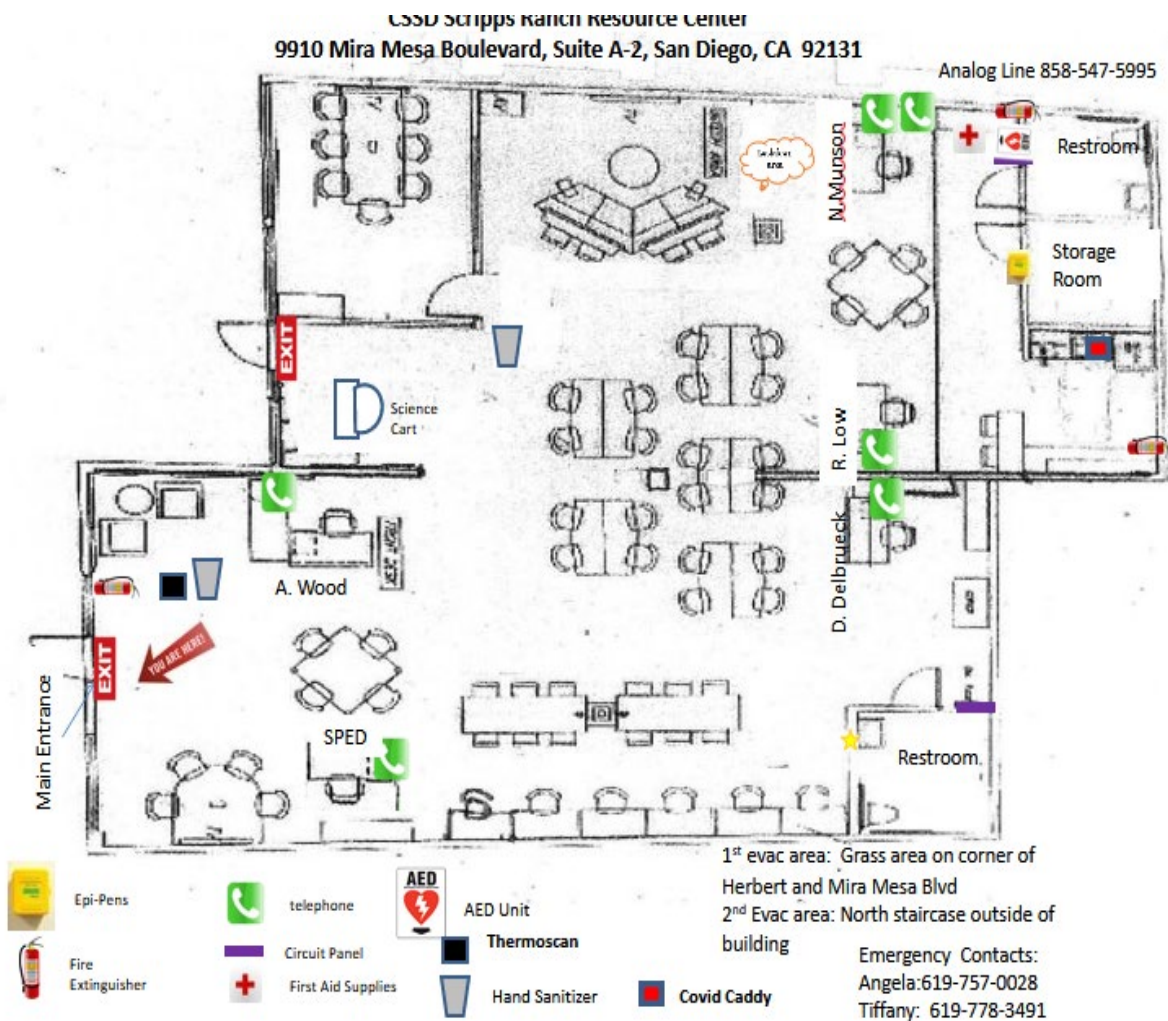 CSSD Scripps Ranch Resource Center
9910 Mira Mesa Boulevard, Suite A-2, San Diego, CA 92131
Analog Line 858-547-5995
N.Munson
Restroom
Storage
Room
EXIT
Science
Cart
R. Low
A. Wood
D. Delbrueck
YOU ARE HERE!
EXIT
Main Entrance
SPED
Restroom
1st evac area: Grass area on corner of
Herbert and Mira Mesa Blvd
2nd Evac area: North staircase outside of
building
Emergency Contacts:
Angela:619-757-0028
Tiffany: 619-778-3491
Epi-Pens
telephone
AED
AED Unit
Fire
Extinguisher
Circuit Panel
First Aid Supplies
Thermoscan
Hand Sanitizer
Covid Caddy